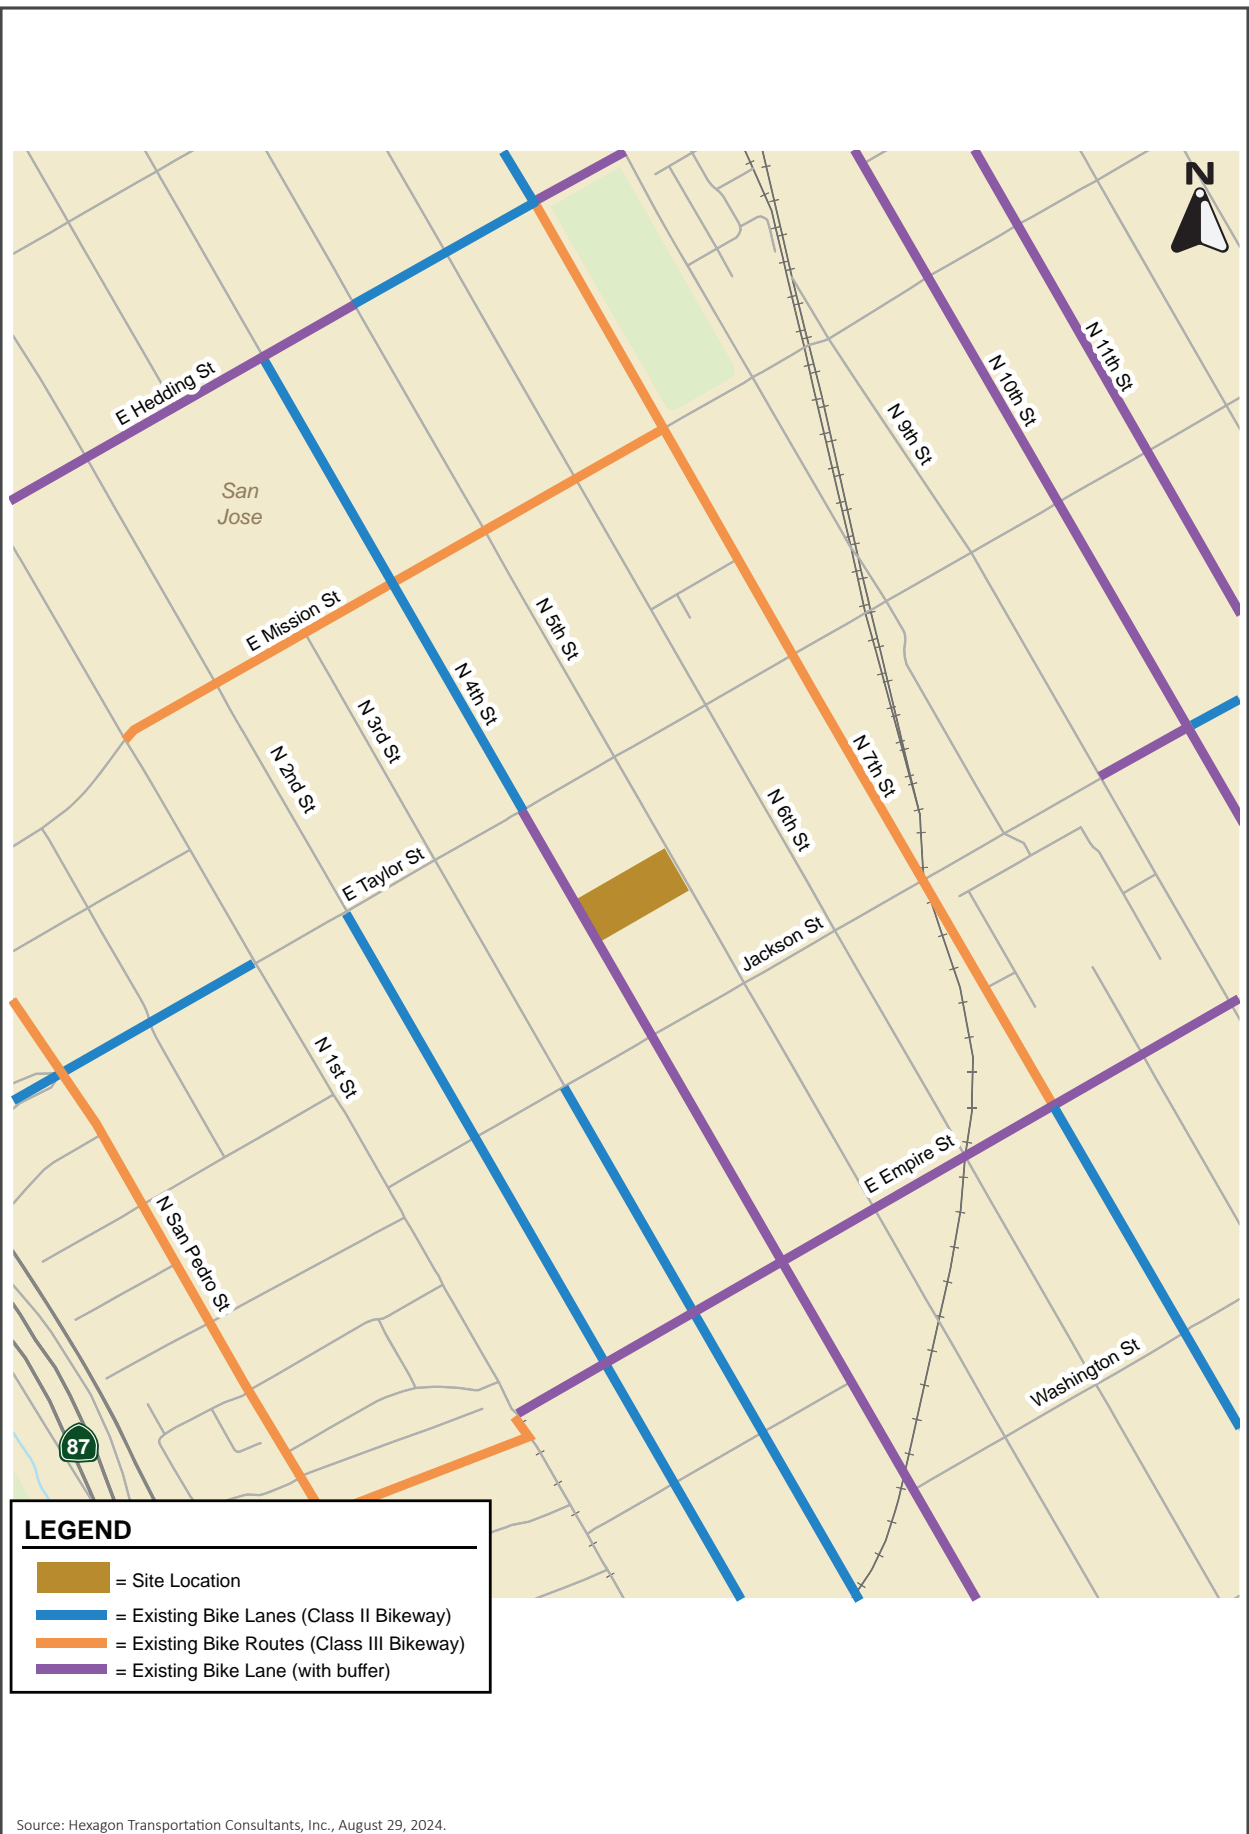 N
N 11th St
N 10th St
E Hedding St
N 9th St
San
Jose
E Mission St
N 5th St
N 4th St
N 3rd St
N 2nd St
N 7th St
N 6th St
E Taylor St
Jackson St
N 1st St
E Empire St
N San Pedro St
Washington St
87
LEGEND
= Site Location
= Existing Bike Lanes (Class II Bikeway)
= Existing Bike Routes (Class III Bikeway)
= Existing Bike Lane (with buffer)
Source: Hexagon Transportation Consultants, Inc., August 29, 2024.